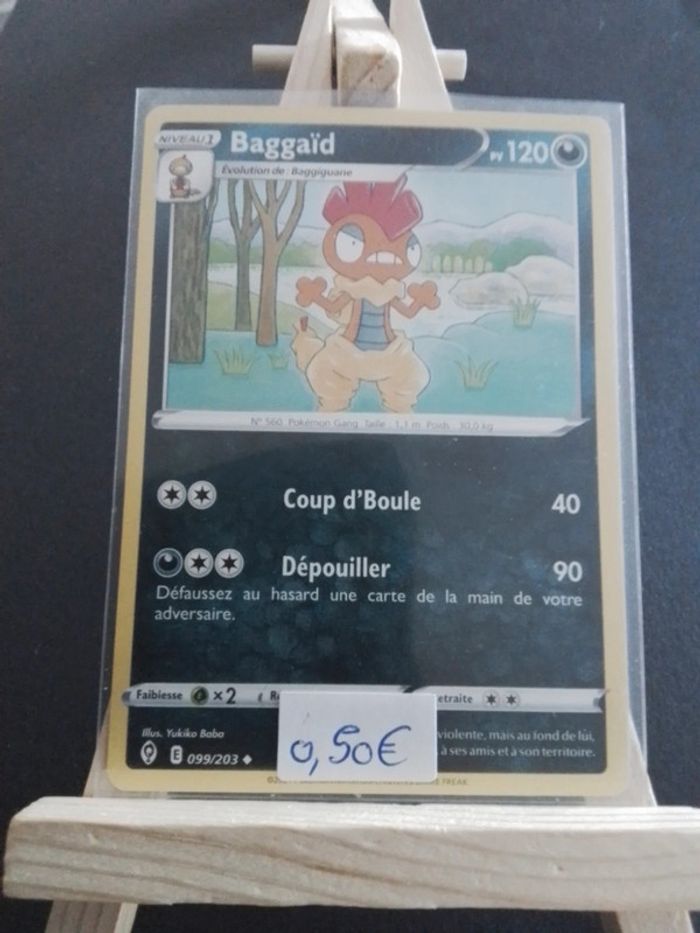 NIVEAU 1 Baggaïd PV 120
Évolution de : Baggiguane
N° 560 Pokémon Gang Taille : 1,1 m Poids : 30,0 kg
Coup d'Boule 40
Dépouiller 90
Défaussez au hasard une carte de la main de votre
adversaire.
Faiblesse ×2 etraite
Illus. Yukiko Baba violente, mais au fond de lui,
E 099/203 à ses amis et à son territoire.
0,50€
FREAK